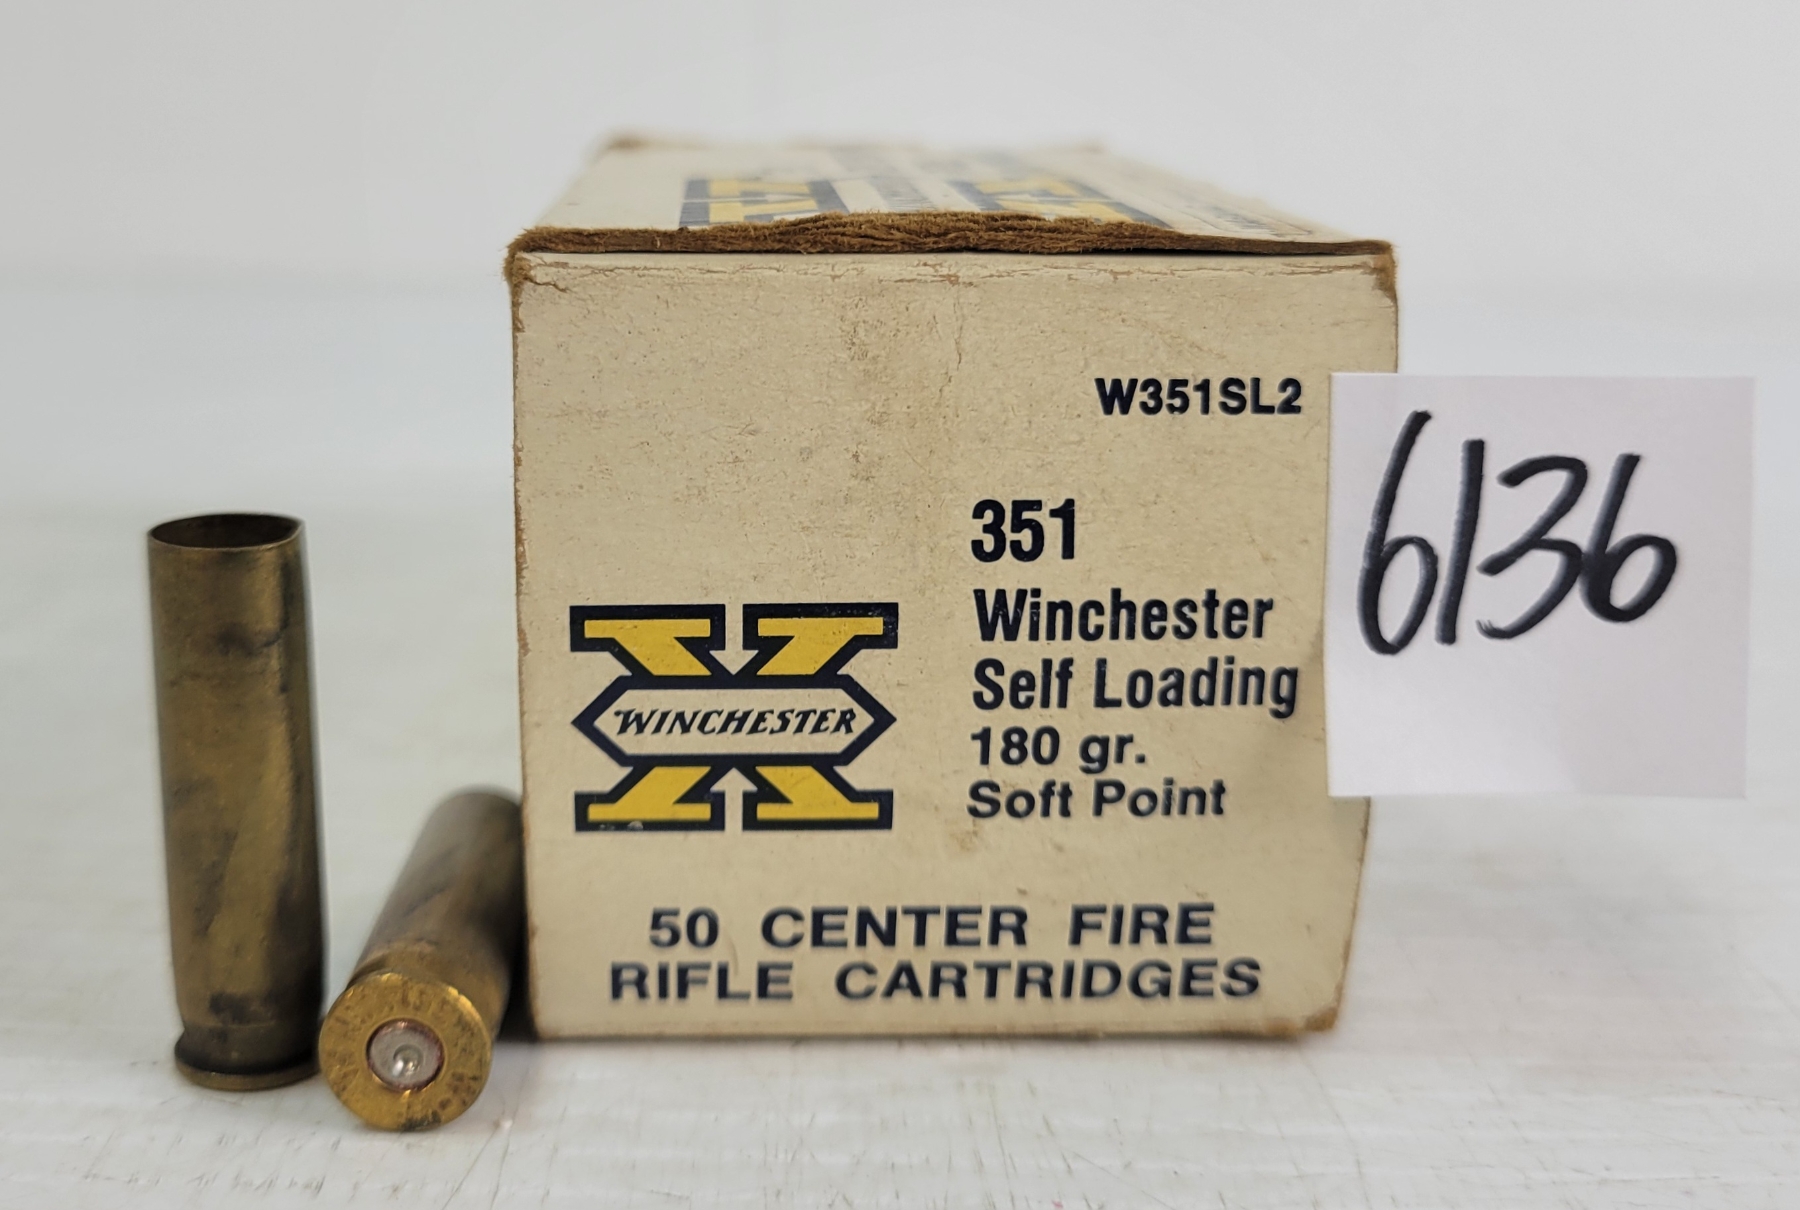 W351SL2
6136
351
Winchester
Self Loading
180 gr.
Soft Point
WINCHESTER
50 CENTER FIRE
RIFLE CARTRIDGES